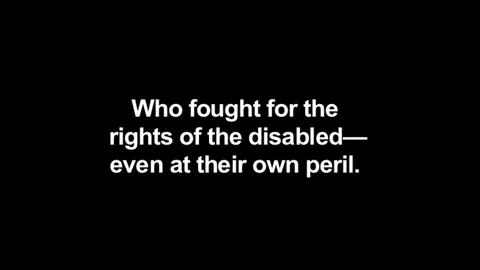 Who fought for the
rights of the disabled—
even at their own peril.